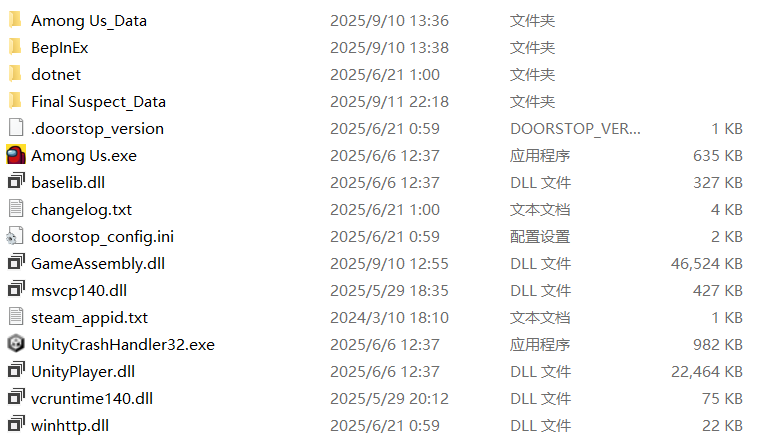 Among Us_Data 2025/9/10 13:36 文件夹
BepInEx 2025/9/10 13:38 文件夹
dotnet 2025/6/21 1:00 文件夹
Final Suspect_Data 2025/9/11 22:18 文件夹
.doorstop_version 2025/6/21 0:59 DOORSTOP_VER... 1 KB
Among Us.exe 2025/6/6 12:37 应用程序 635 KB
baselib.dll 2025/6/6 12:37 DLL 文件 327 KB
changelog.txt 2025/6/21 1:00 文本文档 4 KB
doorstop_config.ini 2025/6/21 0:59 配置设置 2 KB
GameAssembly.dll 2025/9/10 12:55 DLL 文件 46,524 KB
msvcp140.dll 2025/5/29 18:35 DLL 文件 427 KB
steam_appid.txt 2024/3/10 18:10 文本文档 1 KB
UnityCrashHandler32.exe 2025/6/6 12:37 应用程序 982 KB
UnityPlayer.dll 2025/6/6 12:37 DLL 文件 22,464 KB
vcruntime140.dll 2025/5/29 20:12 DLL 文件 75 KB
winhttp.dll 2025/6/21 0:59 DLL 文件 22 KB